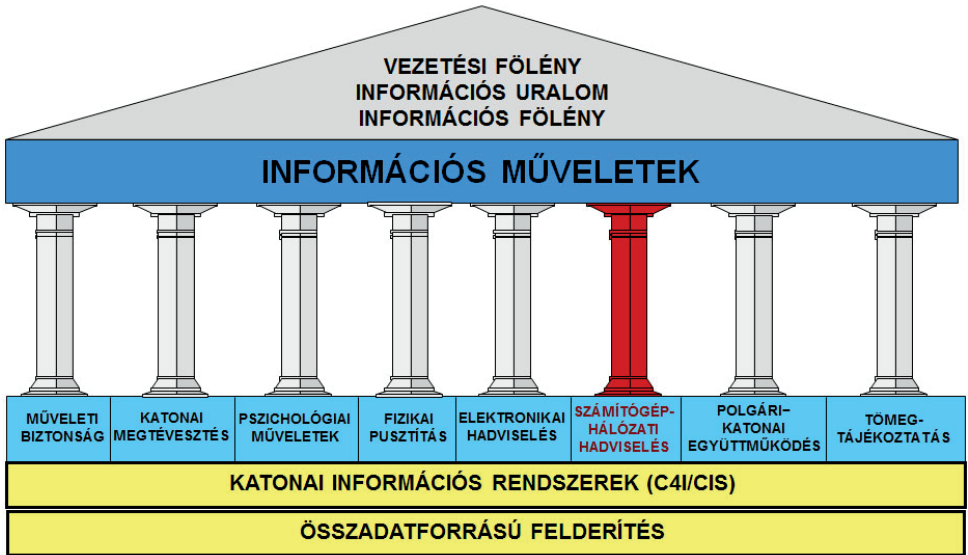 VEZETÉSI FÖLÉNY
INFORMÁCIÓS URALOM
INFORMÁCIÓS FÖLÉNY
INFORMÁCIÓS MŰVELETEK
MŰVELETI
BIZTONSÁG
KATONAI
MEGTÉVESZTÉS
PSZICHOLÓGIAI
MŰVELETEK
FIZIKAI
PUSZTÍTÁS
ELEKTRONIKAI
HADVISELÉS
SZÁMÍTÓGÉP-
HÁLÓZATI
HADVISELÉS
POLGÁRI–
KATONAI
EGYÜTTMŰKÖDÉS
TÖMEG-
TÁJÉKOZTATÁS
KATONAI INFORMÁCIÓS RENDSZEREK (C4I/CIS)
ÖSSZADATFORRÁSÚ FELDERÍTÉS